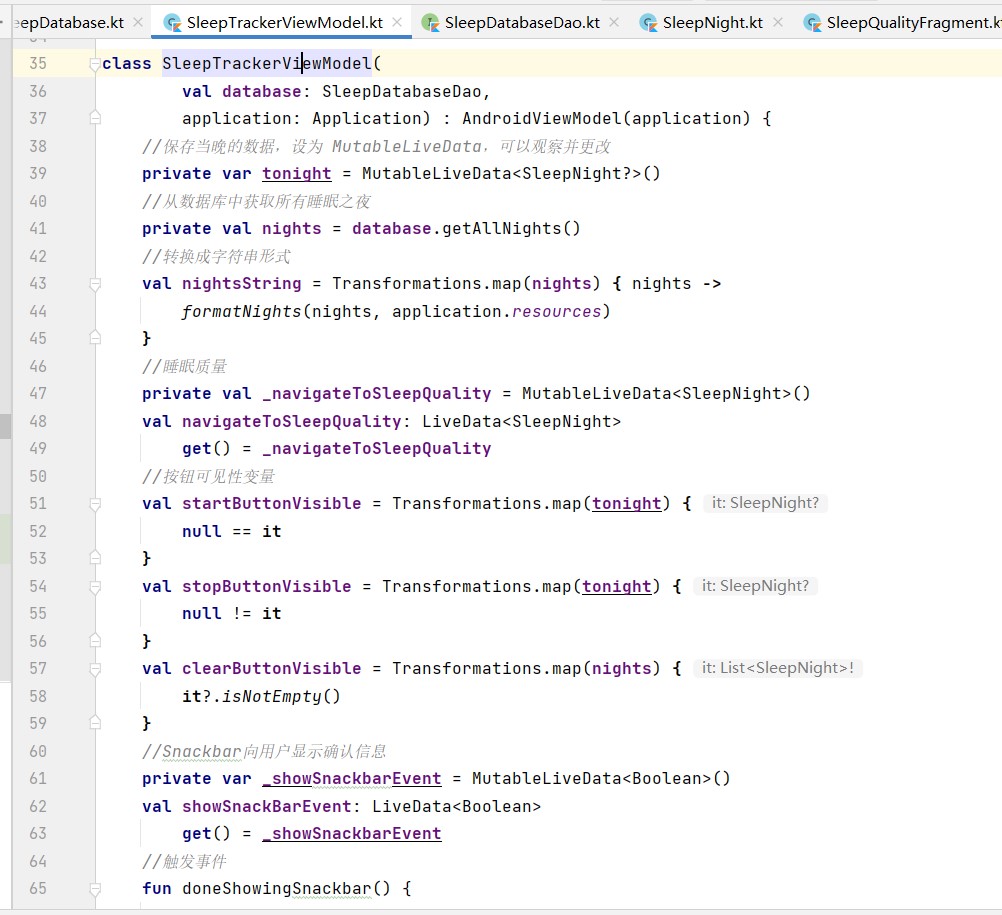 eepDatabase.kt SleepTrackerViewModel.kt SleepDatabaseDao.kt SleepNight.kt SleepQualityFragment.k
34
35 class SleepTrackerViewModel(
36 val database: SleepDatabaseDao,
37 application: Application) : AndroidViewModel(application) {
38 //保存当晚的数据，设为 MutableLiveData，可以观察并更改
39 private var tonight = MutableLiveData<SleepNight?>()
40 //从数据库中获取所有睡眠之夜
41 private val nights = database.getAllNights()
42 //转换成字符串形式
43 val nightsString = Transformations.map(nights) { nights ->
44 formatNights(nights, application.resources)
45 }
46 //睡眠质量
47 private val _navigateToSleepQuality = MutableLiveData<SleepNight>()
48 val navigateToSleepQuality: LiveData<SleepNight>
49 get() = _navigateToSleepQuality
50 //按钮可见性变量
51 val startButtonVisible = Transformations.map(tonight) { it: SleepNight?
52 null == it
53 }
54 val stopButtonVisible = Transformations.map(tonight) { it: SleepNight?
55 null != it
56 }
57 val clearButtonVisible = Transformations.map(nights) { it: List<SleepNight>!
58 it?.isNotEmpty()
59 }
60 //Snackbar向用户显示确认信息
61 private var _showSnackbarEvent = MutableLiveData<Boolean>()
62 val showSnackBarEvent: LiveData<Boolean>
63 get() = _showSnackbarEvent
64 //触发事件
65 fun doneShowingSnackbar() {